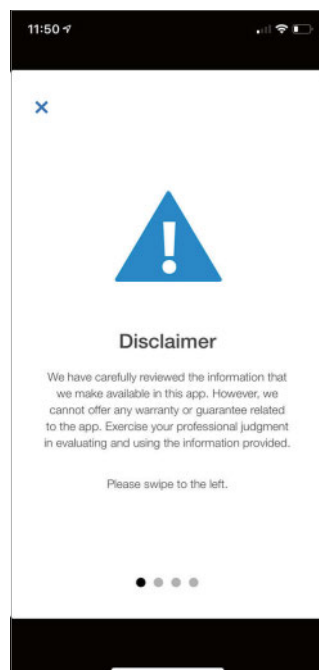 11:50
Disclaimer
We have carefully reviewed the information that
we make available in this app. However, we
cannot offer any warranty or guarantee related
to the app. Exercise your professional judgment
in evaluating and using the information provided.
Please swipe to the left.